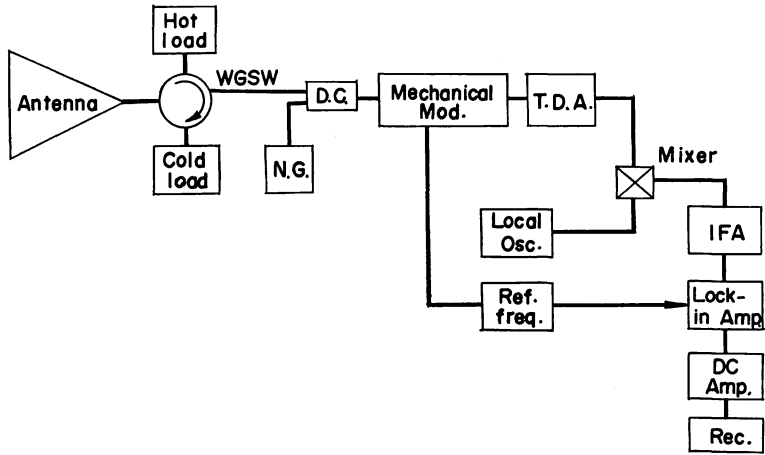 Hot
load
Antenna
WGSW
Cold
load
N.G.
D.C.
Mechanical
Mod.
T.D.A.
Mixer
Local
Osc.
IFA
Ref.
freq.
Lock-
in Amp.
DC
Amp.
Rec.